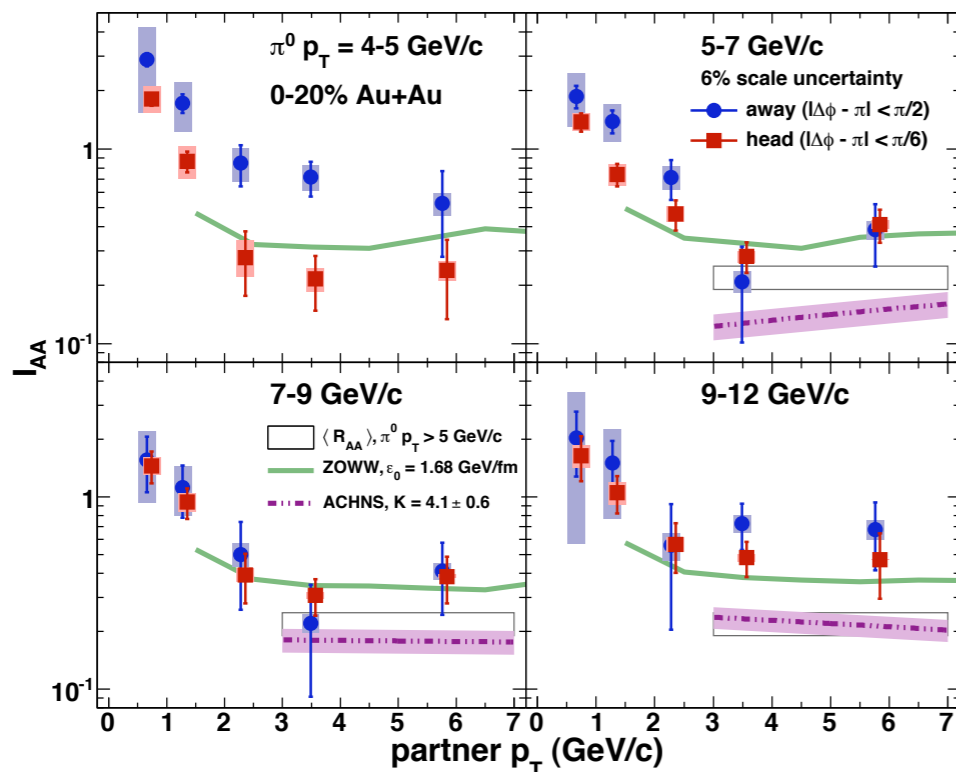 π⁰ p_T = 4-5 GeV/c
0-20% Au+Au
5-7 GeV/c
6% scale uncertainty
away (|Δϕ - π| < π/2)
head (|Δϕ - π| < π/6)
1
10⁻¹
I_AA
7-9 GeV/c
⟨ R_AA ⟩, π⁰ p_T > 5 GeV/c
ZOWW, ε₀ = 1.68 GeV/fm
ACHNS, K = 4.1 ± 0.6
9-12 GeV/c
1
10⁻¹
0 1 2 3 4 5 6 7 0 1 2 3 4 5 6 7
partner p_T (GeV/c)